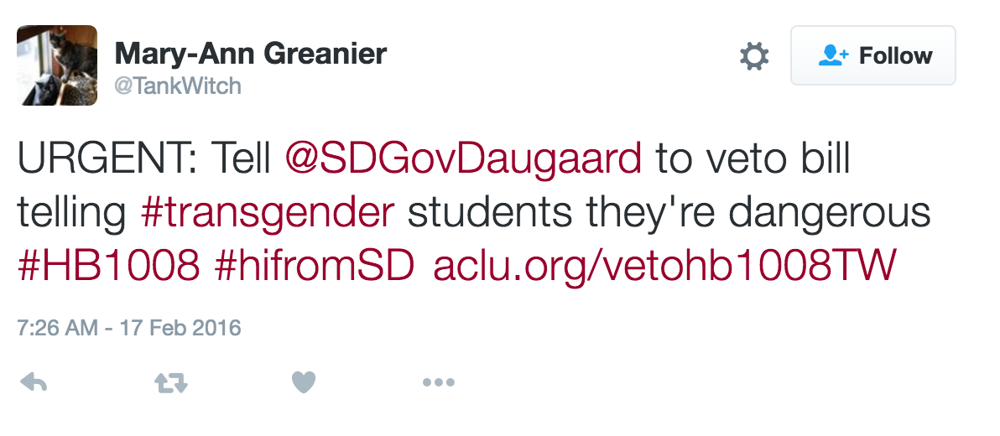 Mary-Ann Greanier
@TankWitch
Follow
URGENT: Tell @SDGovDaugaard to veto bill
telling #transgender students they're dangerous
#HB1008 #hifromSD aclu.org/vetohb1008TW
7:26 AM - 17 Feb 2016